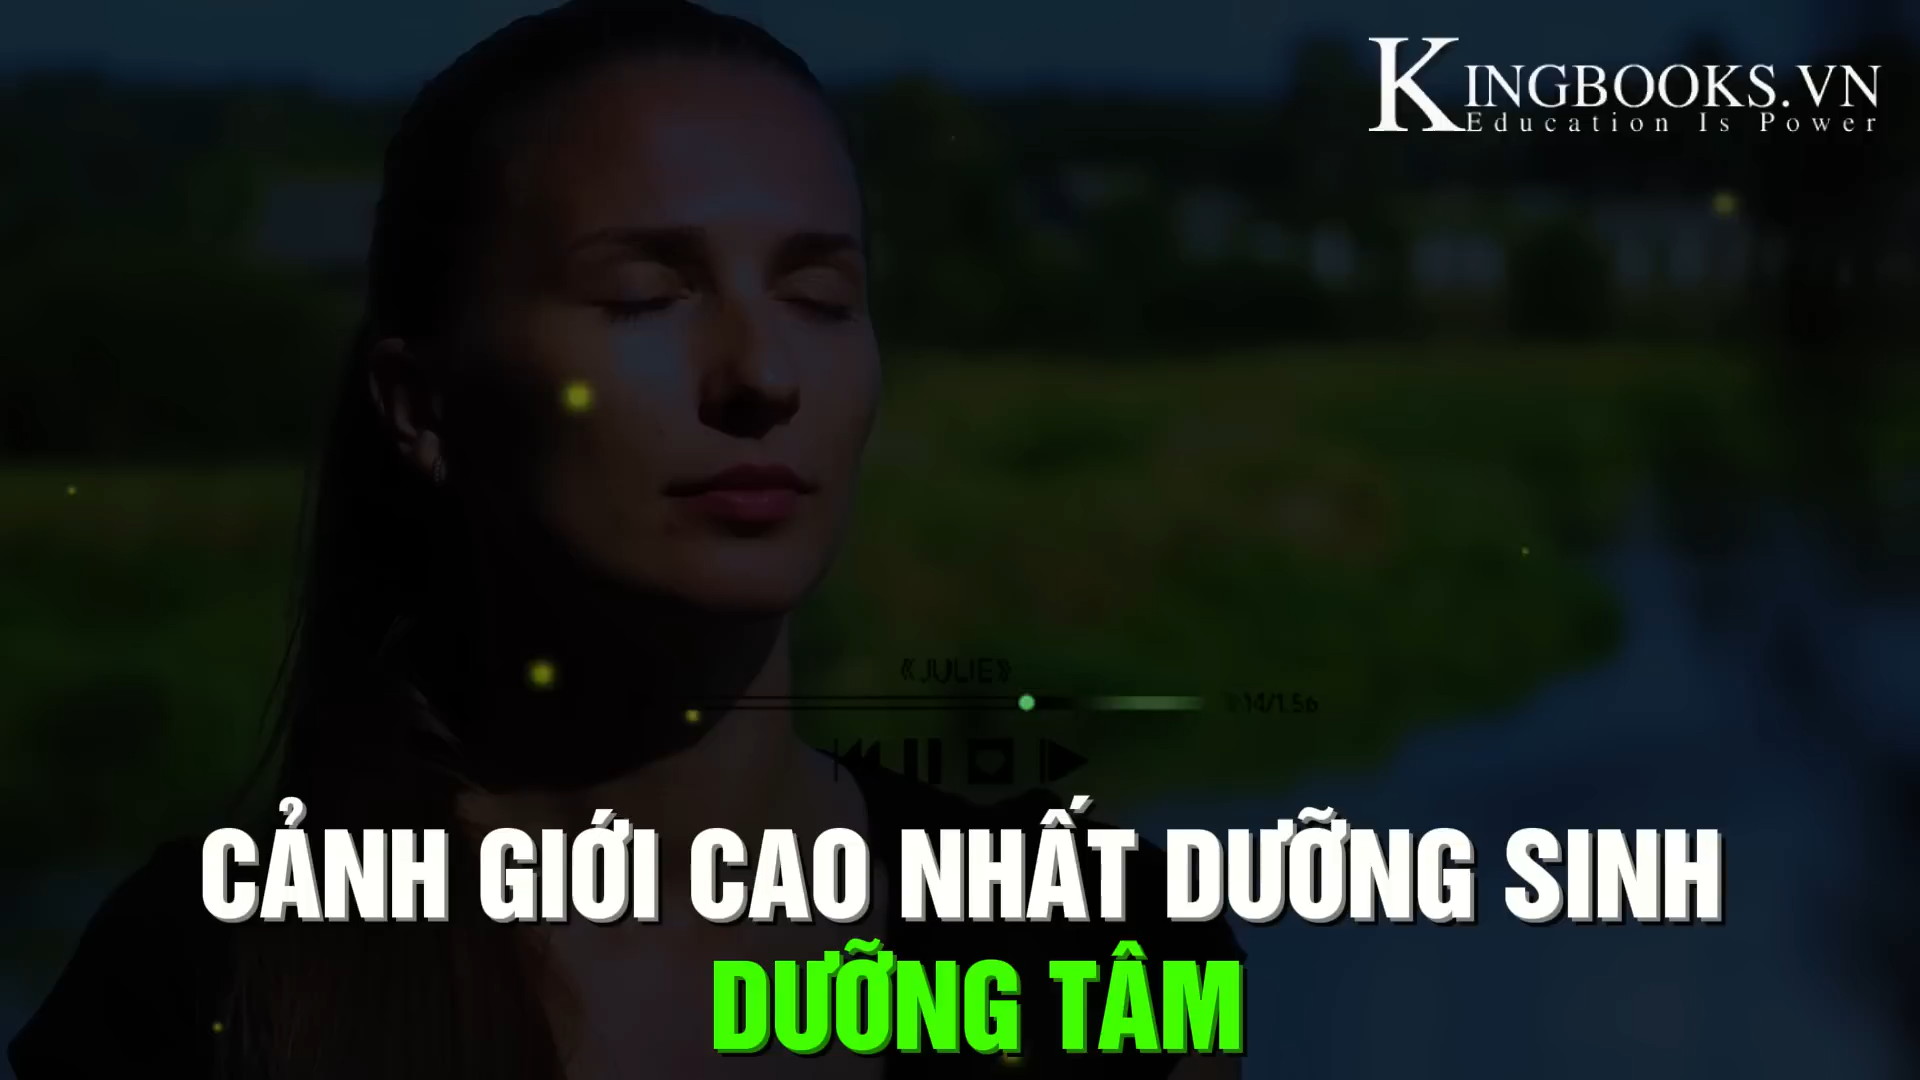 KINGBOOKS.VN
Education Is Power
《JULIE》
CẢNH GIỚI CAO NHẤT DƯỠNG SINH
DƯỠNG TÂM